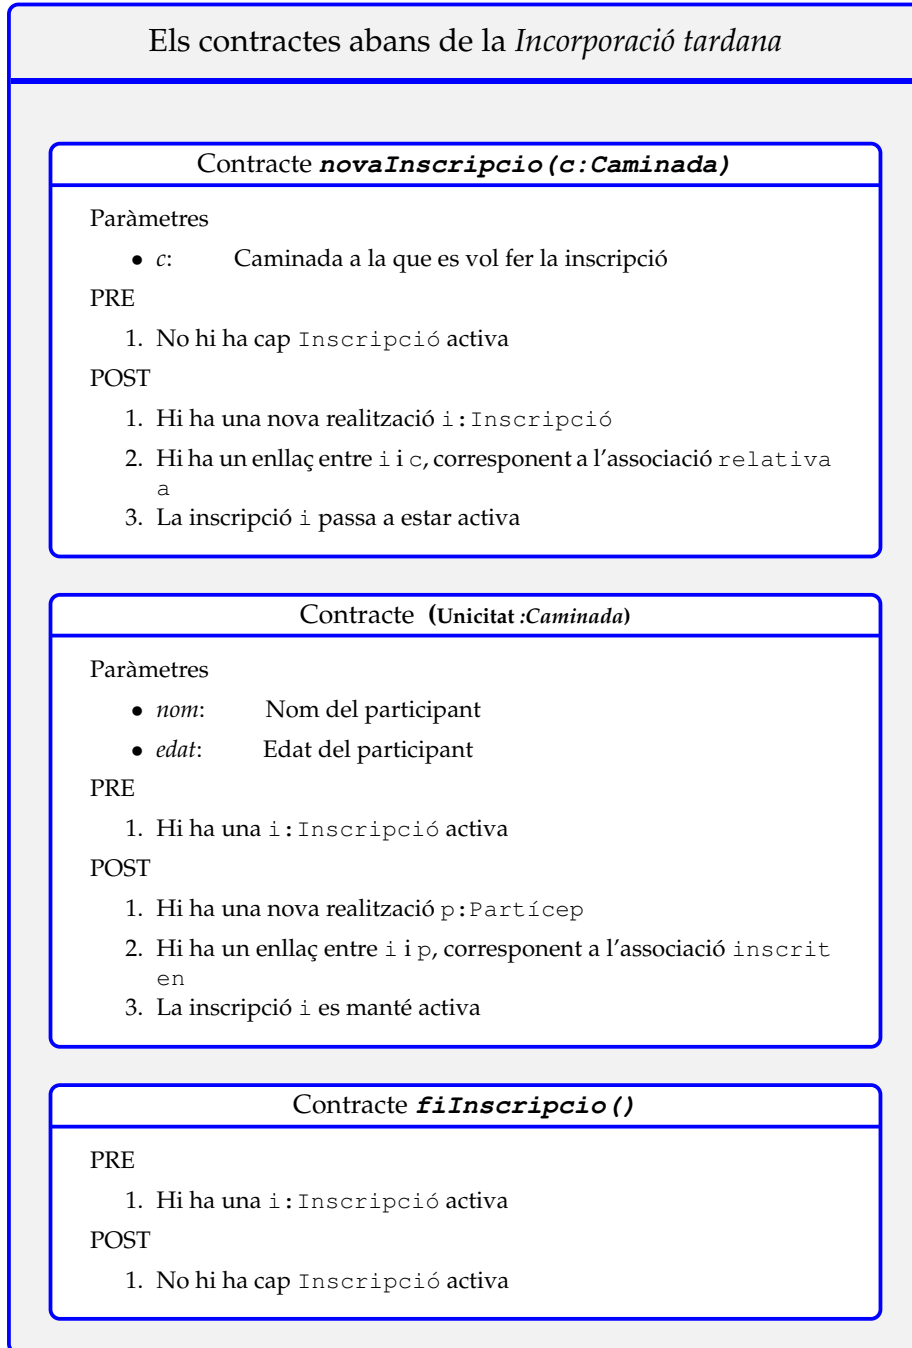 Els contractes abans de la Incorporació tardana
Contracte novaInscripcio(c:Caminada)
Paràmetres
• c: Caminada a la que es vol fer la inscripció
PRE
1. No hi ha cap Inscripció activa
POST
1. Hi ha una nova realització i:Inscripció
2. Hi ha un enllaç entre i i c, corresponent a l'associació relativa
a
3. La inscripció i passa a estar activa
Contracte (Unicitat :Caminada)
Paràmetres
• nom: Nom del participant
• edat: Edat del participant
PRE
1. Hi ha una i:Inscripció activa
POST
1. Hi ha una nova realització p:Partícep
2. Hi ha un enllaç entre i i p, corresponent a l'associació inscrit
en
3. La inscripció i es manté activa
Contracte fiInscripcio()
PRE
1. Hi ha una i:Inscripció activa
POST
1. No hi ha cap Inscripció activa